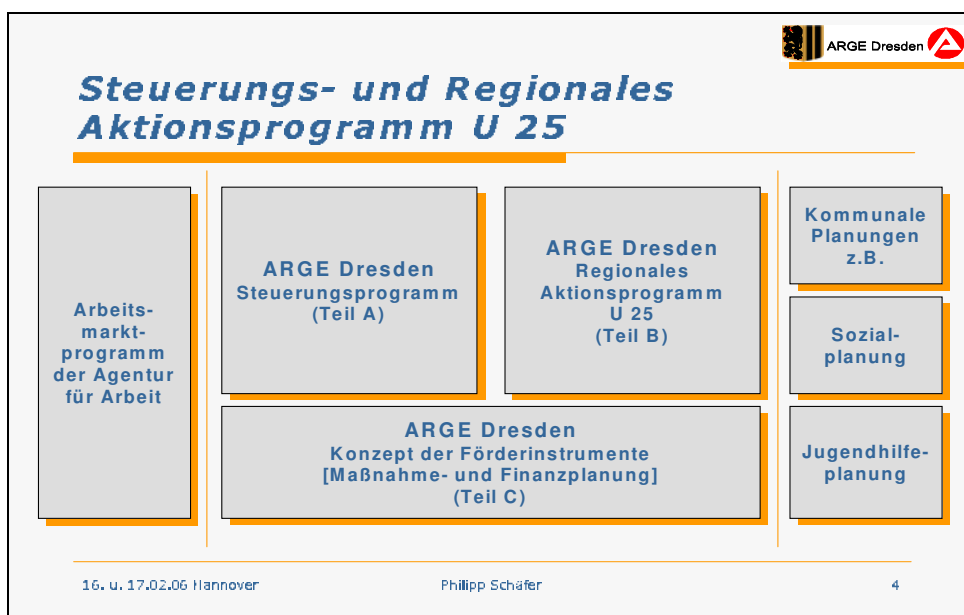 ARGE Dresden
Steuerungs- und Regionales
Aktionsprogramm U 25
Arbeits-
markt-
programm
der Agentur
für Arbeit
ARGE Dresden
Steuerungsprogramm
(Teil A)
ARGE Dresden
Regionales
Aktionsprogramm
U 25
(Teil B)
ARGE Dresden
Konzept der Förderinstrumente
[Maßnahme- und Finanzplanung]
(Teil C)
Kommunale
Planungen
z.B.
Sozial-
planung
Jugendhilfe-
planung
16. u. 17.02.06 Hannover
Philipp Schäfer
4